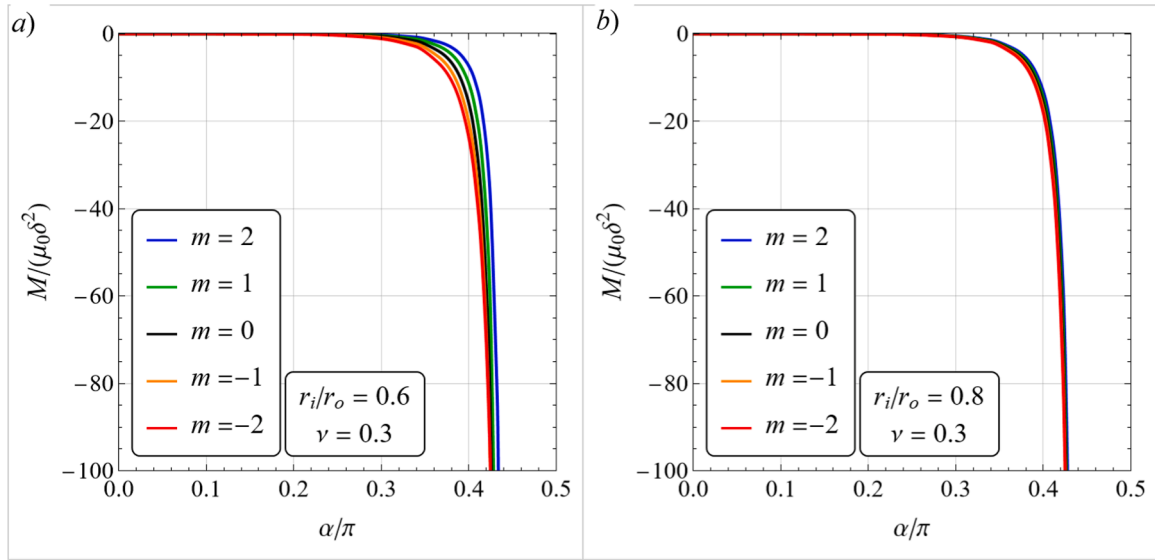 a)
0
−20
−40
−60
−80
−100
M/(μ₀δ²)
m = 2
m = 1
m = 0
m =−1
m =−2
rᵢ/rₒ = 0.6
ν = 0.3
0.0 0.1 0.2 0.3 0.4 0.5
α/π
b)
0
−20
−40
−60
−80
−100
M/(μ₀δ²)
m = 2
m = 1
m = 0
m =−1
m =−2
rᵢ/rₒ = 0.8
ν = 0.3
0.0 0.1 0.2 0.3 0.4 0.5
α/π